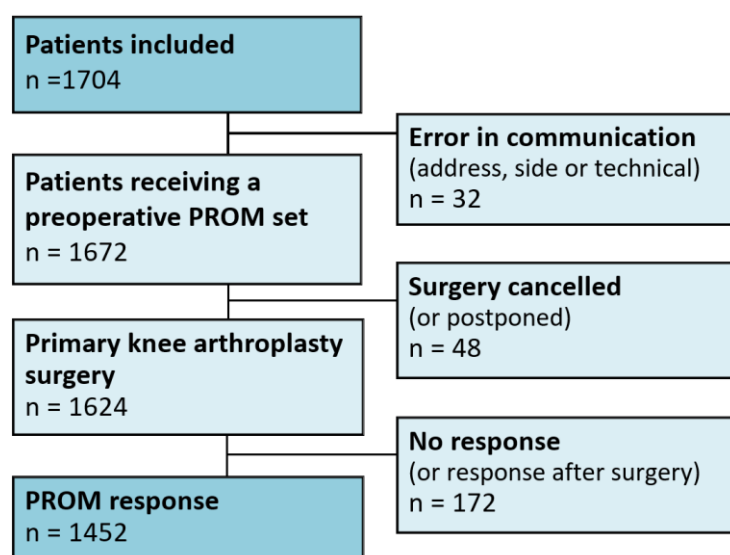 Patients included
n =1704
Error in communication
(address, side or technical)
n = 32
Patients receiving a
preoperative PROM set
n = 1672
Surgery cancelled
(or postponed)
n = 48
Primary knee arthroplasty
surgery
n = 1624
No response
(or response after surgery)
n = 172
PROM response
n = 1452